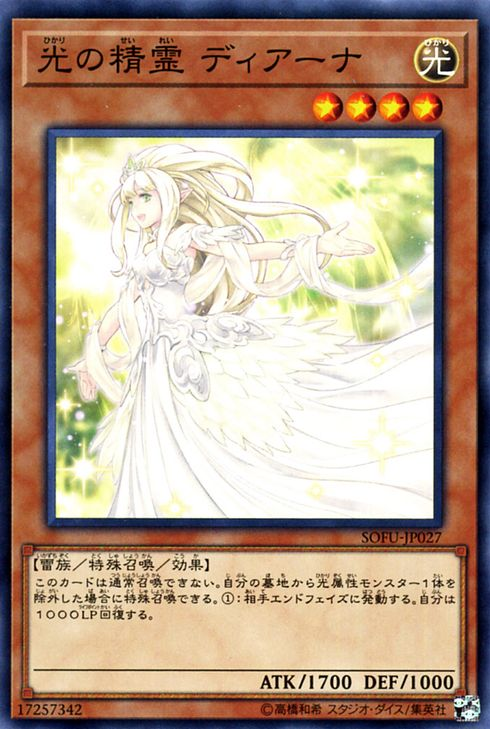 光の精霊 ディアーナ
光
SOFU-JP027
【雷族／特殊召喚／効果】
このカードは通常召喚できない。自分の墓地から光属性モンスター１体を
除外した場合に特殊召喚できる。①：相手エンドフェイズに発動する。自分は
１０００LP回復する。
ATK/1700 DEF/1000
17257342
©高橋和希 スタジオ・ダイス/集英社